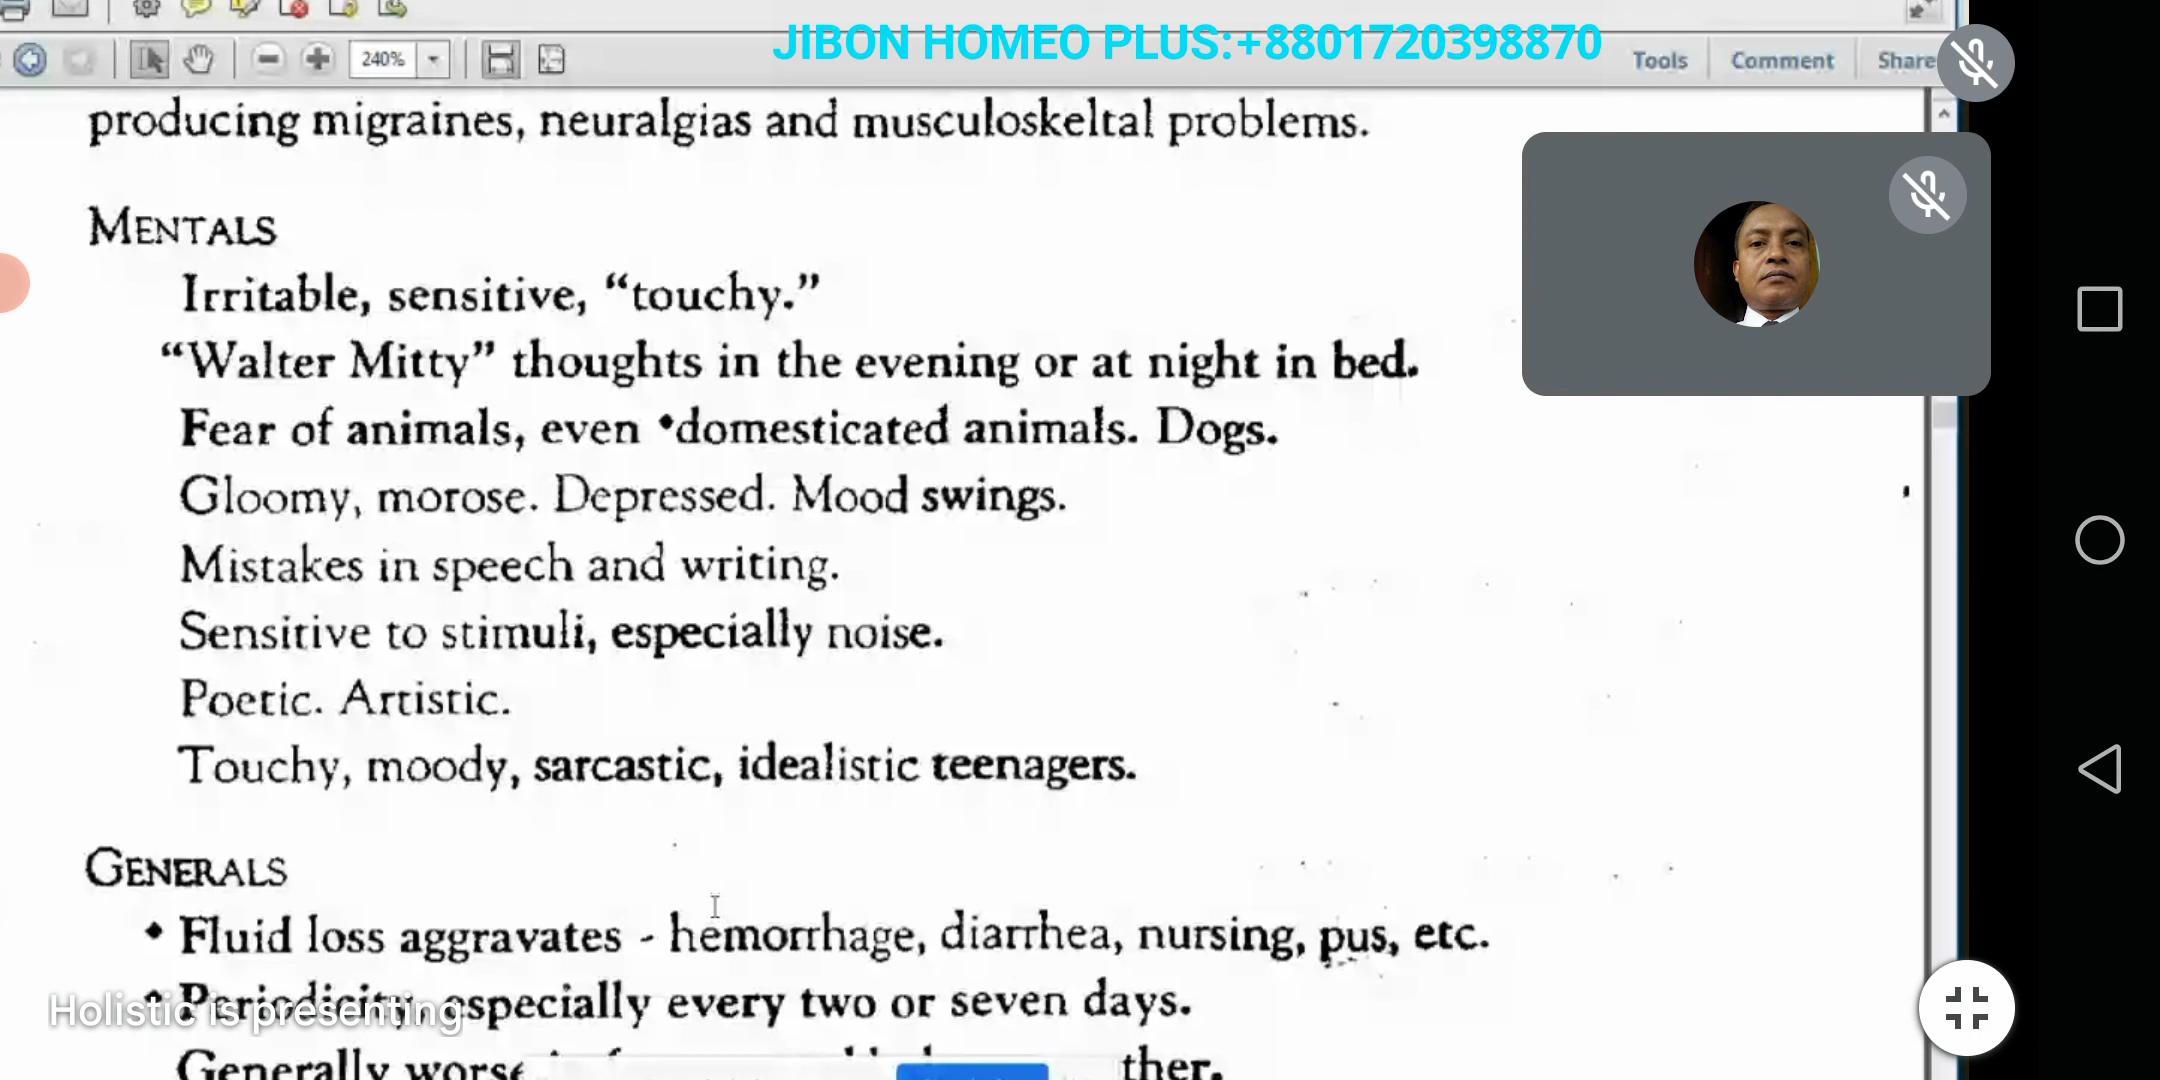 JIBON HOMEO PLUS:+8801720398870
240%
Tools
Comment
Share
producing migraines, neuralgias and musculoskeltal problems.
MENTALS
Irritable, sensitive, “touchy.”
“Walter Mitty” thoughts in the evening or at night in bed.
Fear of animals, even •domesticated animals. Dogs.
Gloomy, morose. Depressed. Mood swings.
Mistakes in speech and writing.
Sensitive to stimuli, especially noise.
Poetic. Artistic.
Touchy, moody, sarcastic, idealistic teenagers.
GENERALS
• Fluid loss aggravates - hemorrhage, diarrhea, nursing, pus, etc.
• Periodicity, especially every two or seven days.
Holistic is presenting
Generally worse